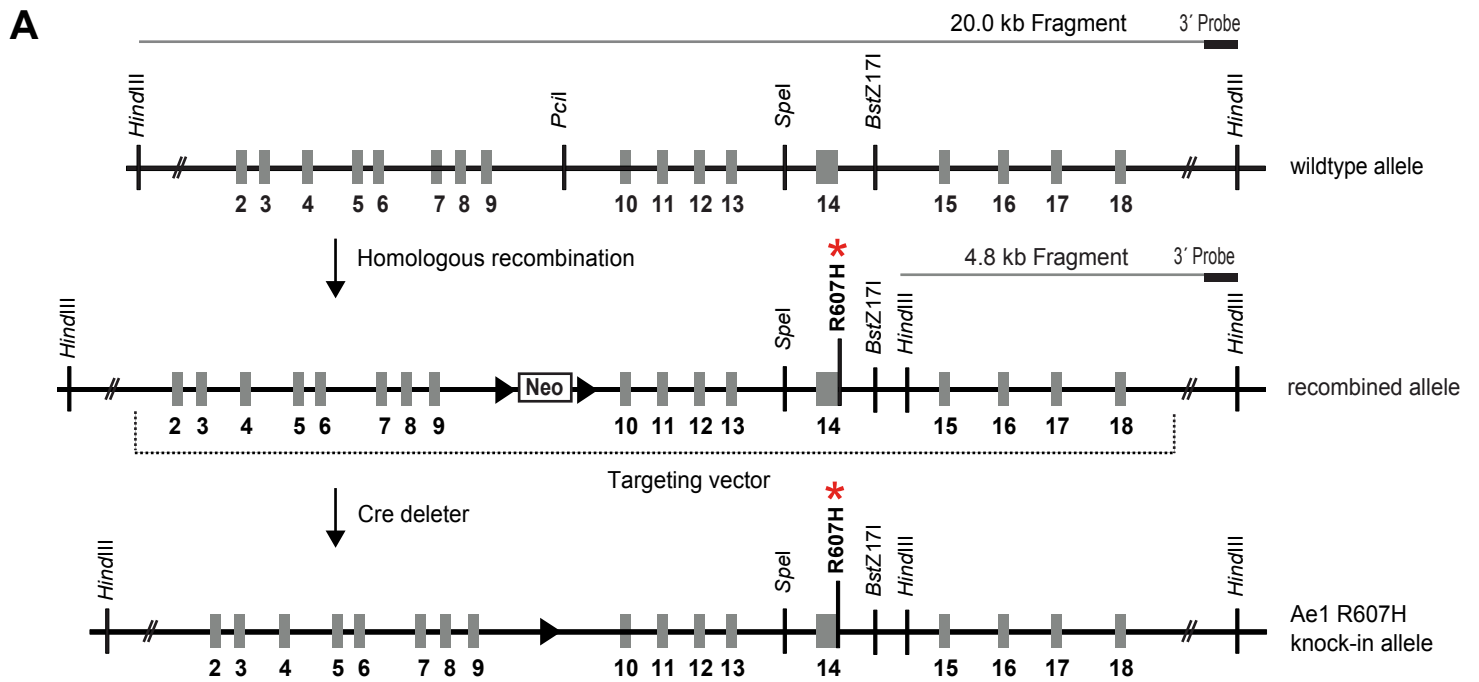 A
20.0 kb Fragment 3´ Probe
HindIII PciI SpeI BstZ17I HindIII
wildtype allele
2 3 4 5 6 7 8 9 10 11 12 13 14 15 16 17 18
Homologous recombination
4.8 kb Fragment 3´ Probe
HindIII SpeI R607H * BstZ17I HindIII HindIII
Neo
recombined allele
2 3 4 5 6 7 8 9 10 11 12 13 14 15 16 17 18
Targeting vector
Cre deleter
HindIII SpeI R607H * BstZ17I HindIII HindIII
Ae1 R607H
knock-in allele
2 3 4 5 6 7 8 9 10 11 12 13 14 15 16 17 18